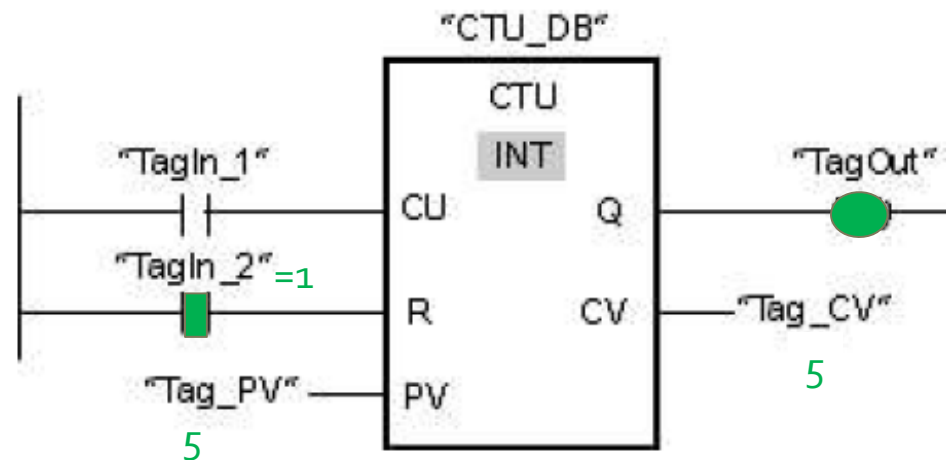 "CTU_DB"
CTU
INT
"TagIn_1"
"TagOut"
CU
Q
"TagIn_2" =1
R
CV
"Tag_CV"
5
"Tag_PV"
PV
5